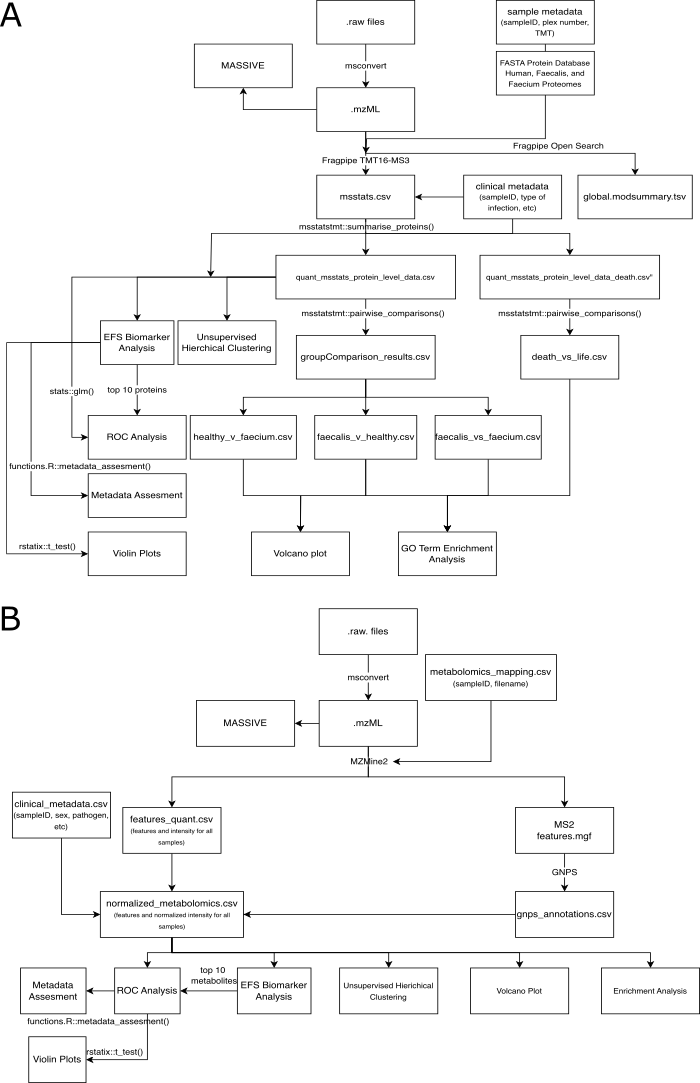 A
.raw files
sample metadata
(sampleID, plex number,
TMT)
MASSIVE
msconvert
FASTA Protein Database
Human, Faecalis, and
Faecium Proteomes
.mzML
Fragpipe Open Search
Fragpipe TMT16-MS3
msstats.csv
clinical metadata
(sampleID, type of
infection, etc)
global.modsummary.tsv
msstatstmt::summarise_proteins()
quant_msstats_protein_level_data.csv
quant_msstats_protein_level_data_death.csv"
msstatstmt::pairwise_comparisons()
msstatstmt::pairwise_comparisons()
EFS Biomarker
Analysis
Unsupervised
Hierchical Clustering
groupComparison_results.csv
death_vs_life.csv
stats::glm()
top 10 proteins
ROC Analysis
healthy_v_faecium.csv
faecalis_v_healthy.csv
faecalis_vs_faecium.csv
functions.R::metadata_assesment()
Metadata Assesment
rstatix::t_test()
Violin Plots
Volcano plot
GO Term Enrichment
Analysis
B
.raw. files
msconvert
metabolomics_mapping.csv
(sampleID, filename)
MASSIVE
.mzML
MZMine2
clinical_metadata.csv
(sampleID, sex, pathogen,
etc)
features_quant.csv
(features and intensity for all
samples)
MS2
features.mgf
GNPS
normalized_metabolomics.csv
(features and normalized intensity for all
samples)
gnps_annotations.csv
Metadata
Assesment
ROC Analysis
top 10
metabolites
EFS Biomarker
Analysis
Unsupervised Hierichical
Clustering
Volcano Plot
Enrichment Analysis
functions.R::metadata_assesment()
Violin Plots
rstatix::t_test()